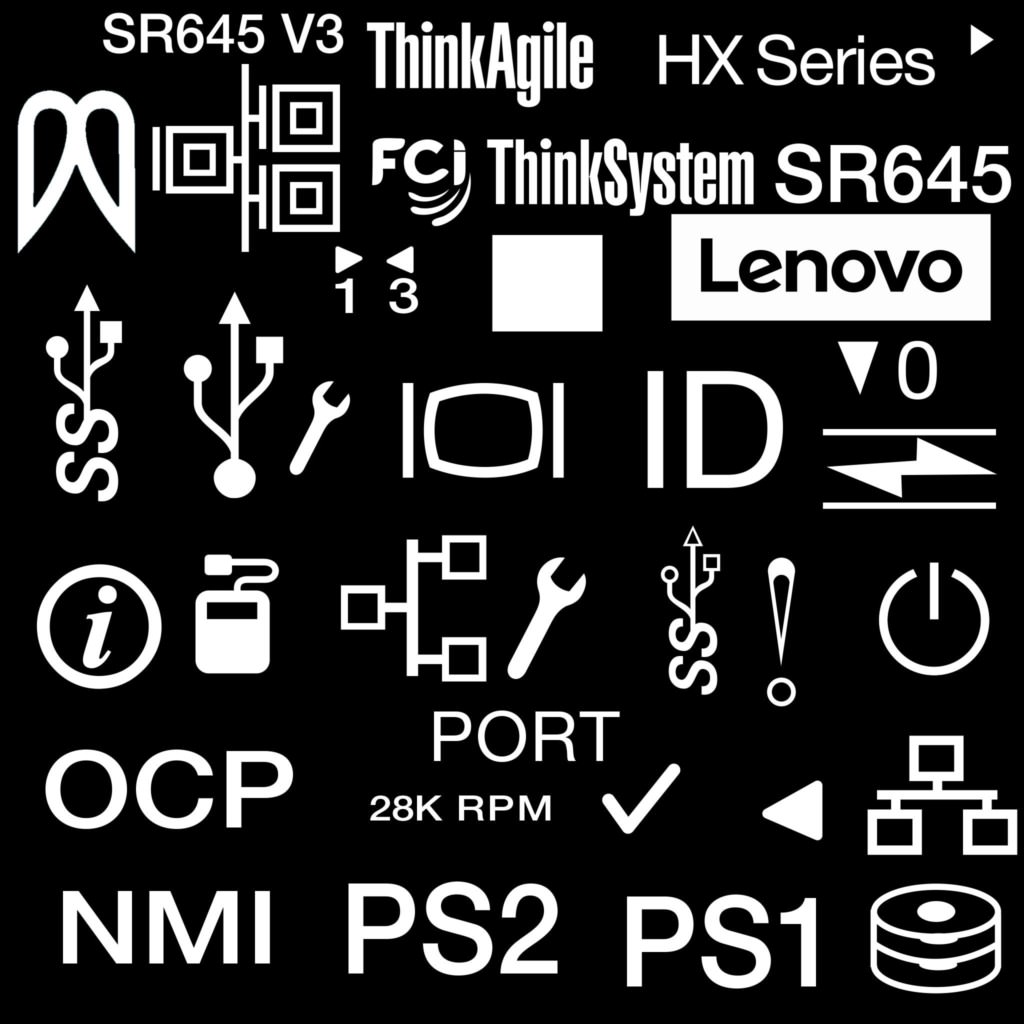 SR645 V3
ThinkAgile
HX Series
FCi
ThinkSystem SR645
Lenovo
1 3
0
SS
ID
i
SS
PORT
OCP
28K RPM
NMI
PS2
PS1